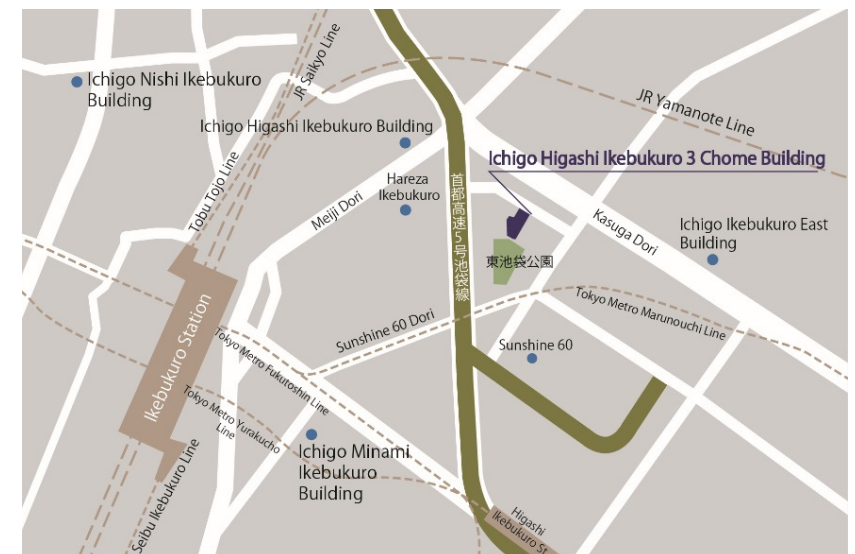 Ichigo Nishi Ikebukuro
Building
JR Saikyo Line
JR Yamanote Line
Ichigo Higashi Ikebukuro Building
Ichigo Higashi Ikebukuro 3 Chome Building
Tobu Tojo Line
Hareza
Ikebukuro
Meiji Dori
首都高速5号池袋線
Kasuga Dori
Ichigo Ikebukuro East
Building
東池袋公園
Ikebukuro Station
Sunshine 60 Dori
Tokyo Metro Marunouchi Line
Sunshine 60
Tokyo Metro Fukutoshin Line
Tokyo Metro Yurakucho
Line
Ichigo Minami
Ikebukuro
Building
Seibu Ikebukuro Line
Higashi
Ikebukuro St